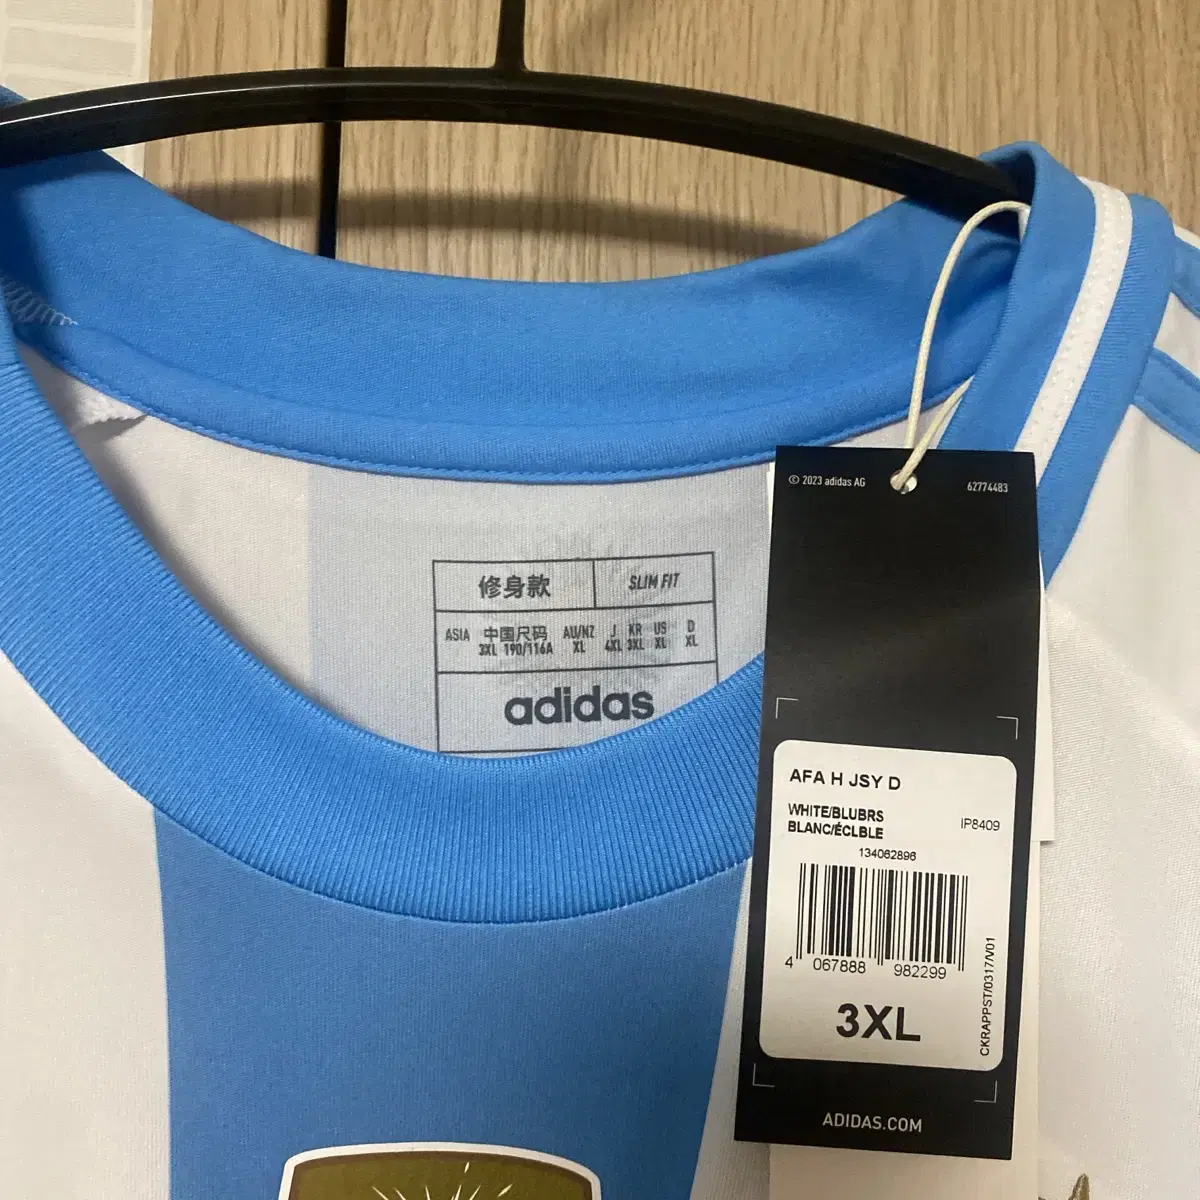 © 2023 adidas AG
62774483
修身款 SLIM FIT
ASIA 中国尺码 AU/NZ J KR US D
3XL 190/116A XL 4XL 3XL XL XL
adidas
AFA H JSY D
WHITE/BLUBRS
BLANC/ÉCLBLE
IP8409
134062896
4 067888 982299
3XL
CKRAPPST/0317/V01
ADIDAS.COM